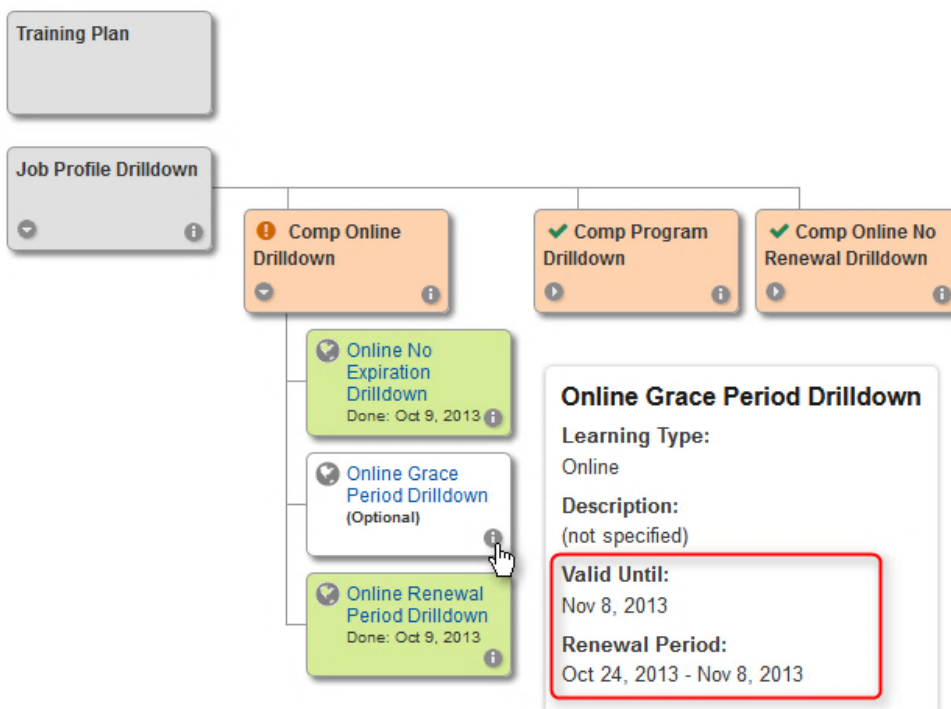 Training Plan
Job Profile Drilldown
Comp Online
Drilldown
Comp Program
Drilldown
Comp Online No
Renewal Drilldown
Online No
Expiration
Drilldown
Done: Oct 9, 2013
Online Grace
Period Drilldown
(Optional)
Online Renewal
Period Drilldown
Done: Oct 9, 2013
Online Grace Period Drilldown
Learning Type:
Online
Description:
(not specified)
Valid Until:
Nov 8, 2013
Renewal Period:
Oct 24, 2013 - Nov 8, 2013